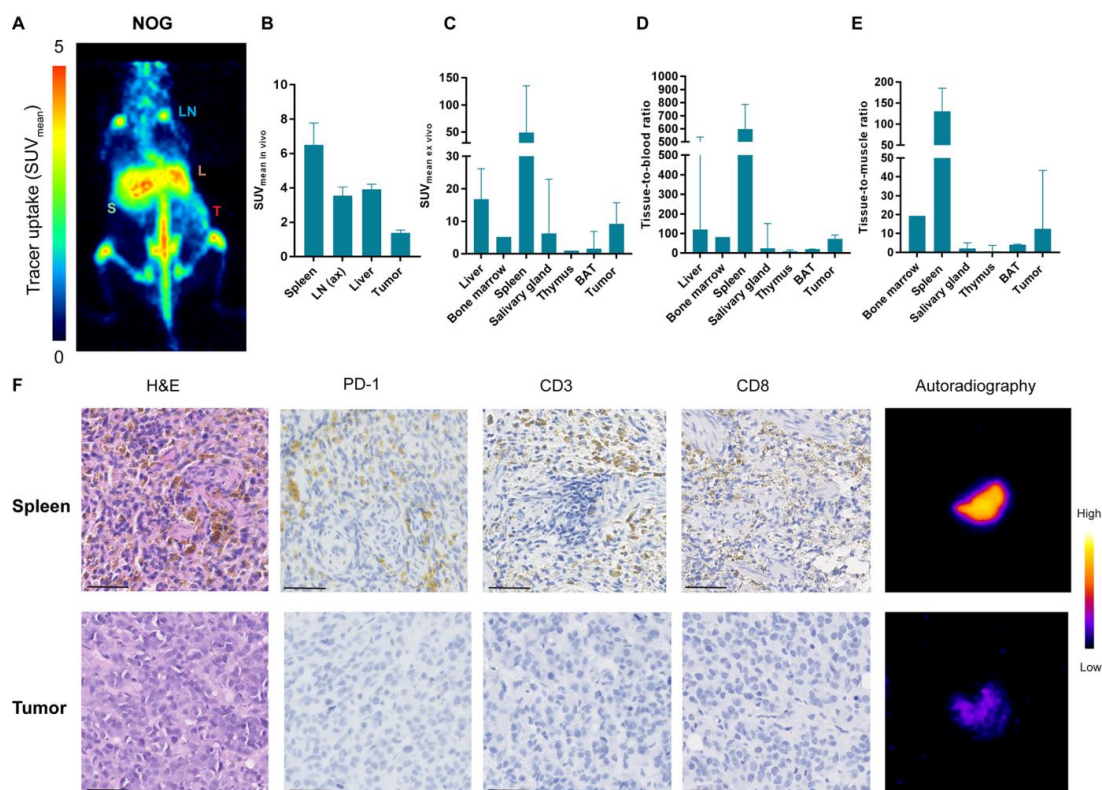 A
NOG
5
0
Tracer uptake (SUVmean)
LN
L
S
T
B
SUVmean in vivo
10
8
6
4
2
0
Spleen
LN (ax)
Liver
Tumor
C
SUVmean ex vivo
150
100
50
30
20
10
0
Liver
Bone marrow
Spleen
Salivary gland
Thymus
BAT
Tumor
D
Tissue-to-blood ratio
1000
900
800
700
600
500
400
300
200
100
0
Liver
Bone marrow
Spleen
Salivary gland
Thymus
BAT
Tumor
E
Tissue-to-muscle ratio
200
150
100
50
60
40
20
0
Bone marrow
Spleen
Salivary gland
Thymus
BAT
Tumor
F
H&E
PD-1
CD3
CD8
Autoradiography
Spleen
Tumor
High
Low